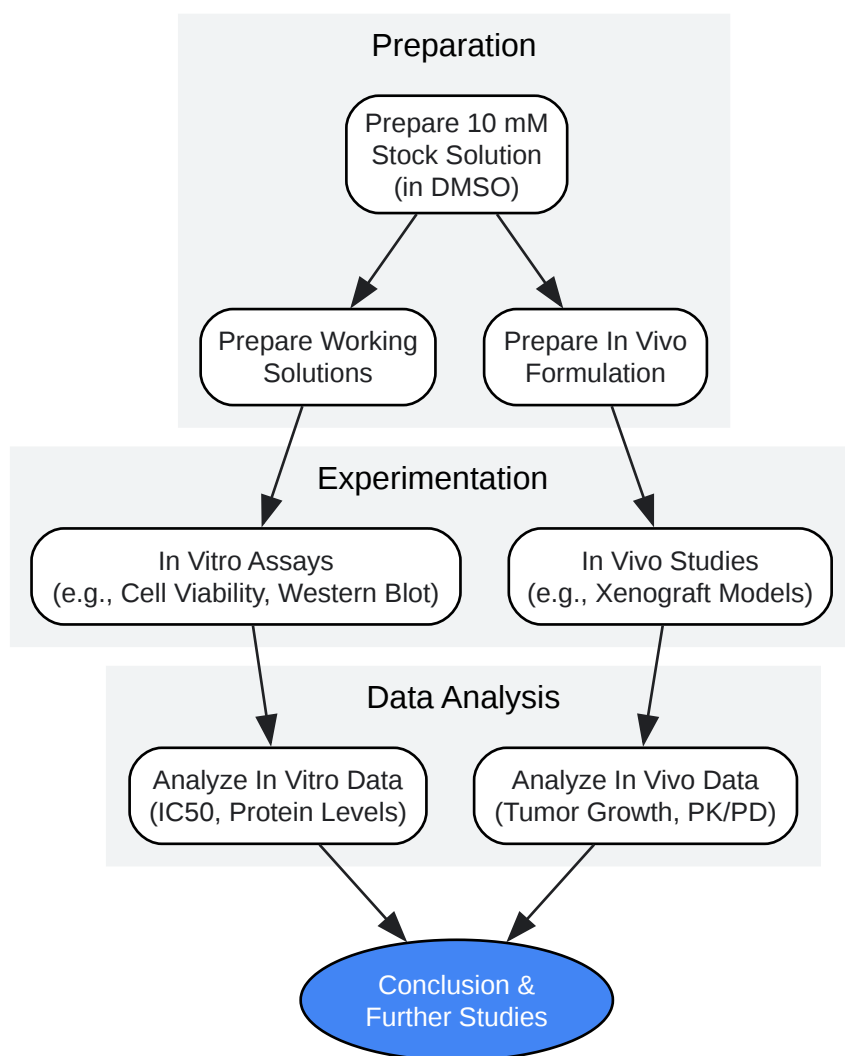 Preparation
Prepare 10 mM
Stock Solution
(in DMSO)
Prepare Working
Solutions
Prepare In Vivo
Formulation
Experimentation
In Vitro Assays
(e.g., Cell Viability, Western Blot)
In Vivo Studies
(e.g., Xenograft Models)
Data Analysis
Analyze In Vitro Data
(IC50, Protein Levels)
Analyze In Vivo Data
(Tumor Growth, PK/PD)
Conclusion &
Further Studies